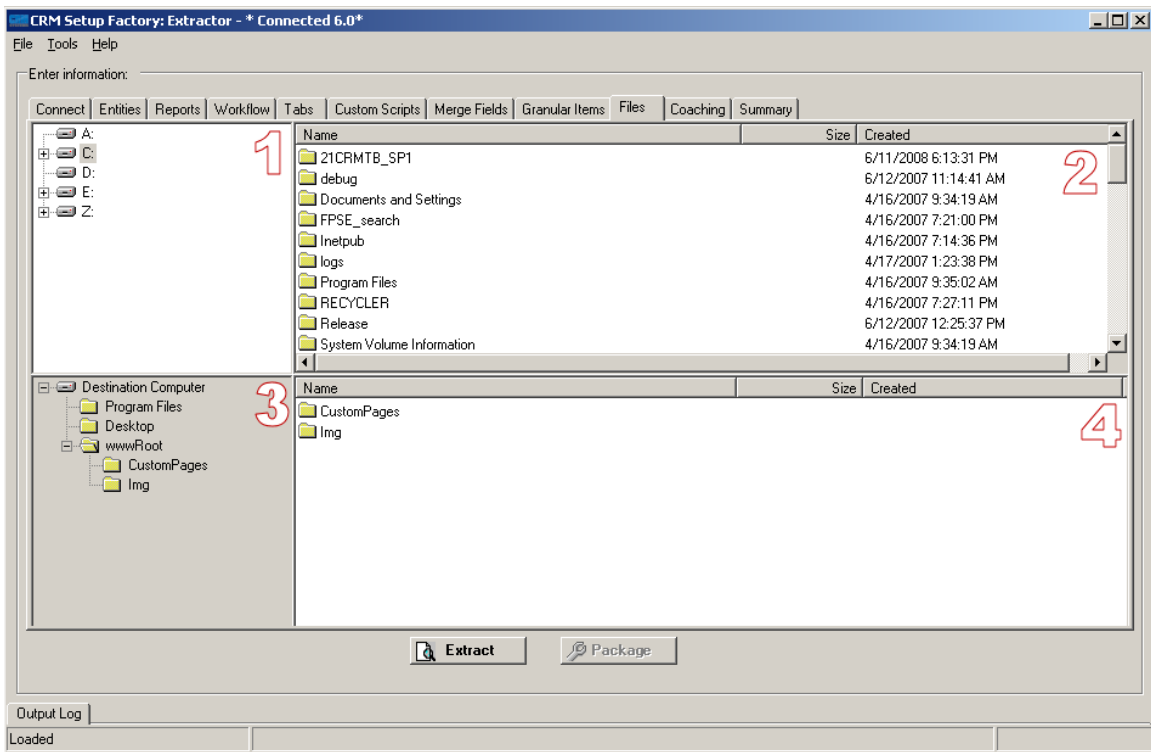 CRM Setup Factory: Extractor - * Connected 6.0*
File Tools Help
Enter information:
Connect Entities Reports Workflow Tabs Custom Scripts Merge Fields Granular Items Files Coaching Summary
A:
C:
D:
E:
Z:
1
Name Size Created
21CRMTB_SP1 6/11/2008 6:13:31 PM
debug 6/12/2007 11:14:41 AM
Documents and Settings 4/16/2007 9:34:19 AM
FPSE_search 4/16/2007 7:21:00 PM
Inetpub 4/16/2007 7:14:36 PM
logs 4/17/2007 1:23:38 PM
Program Files 4/16/2007 9:35:02 AM
RECYCLER 4/16/2007 7:27:11 PM
Release 6/12/2007 12:25:37 PM
System Volume Information 4/16/2007 9:34:19 AM
2
Destination Computer
Program Files
Desktop
wwwRoot
CustomPages
Img
3
Name Size Created
CustomPages
Img
4
Extract Package
Output Log
Loaded